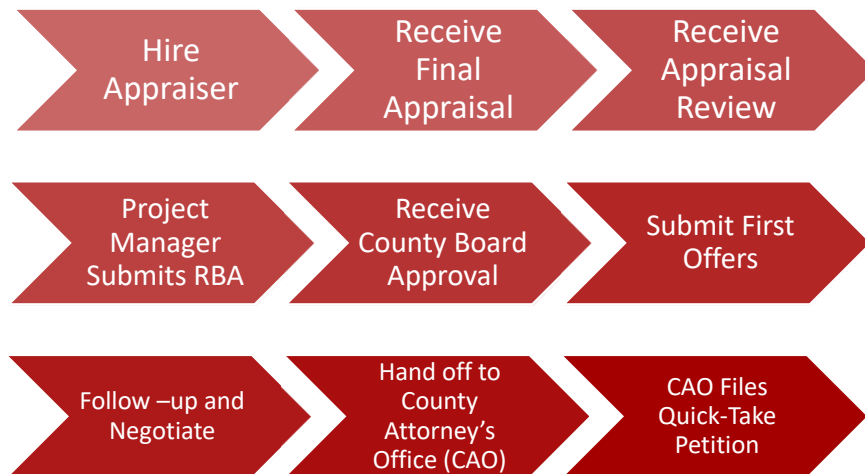 Hire
Appraiser
Receive
Final
Appraisal
Receive
Appraisal
Review
Project
Manager
Submits RBA
Receive
County Board
Approval
Submit First
Offers
Follow –up and
Negotiate
Hand off to
County
Attorney’s
Office (CAO)
CAO Files
Quick-Take
Petition